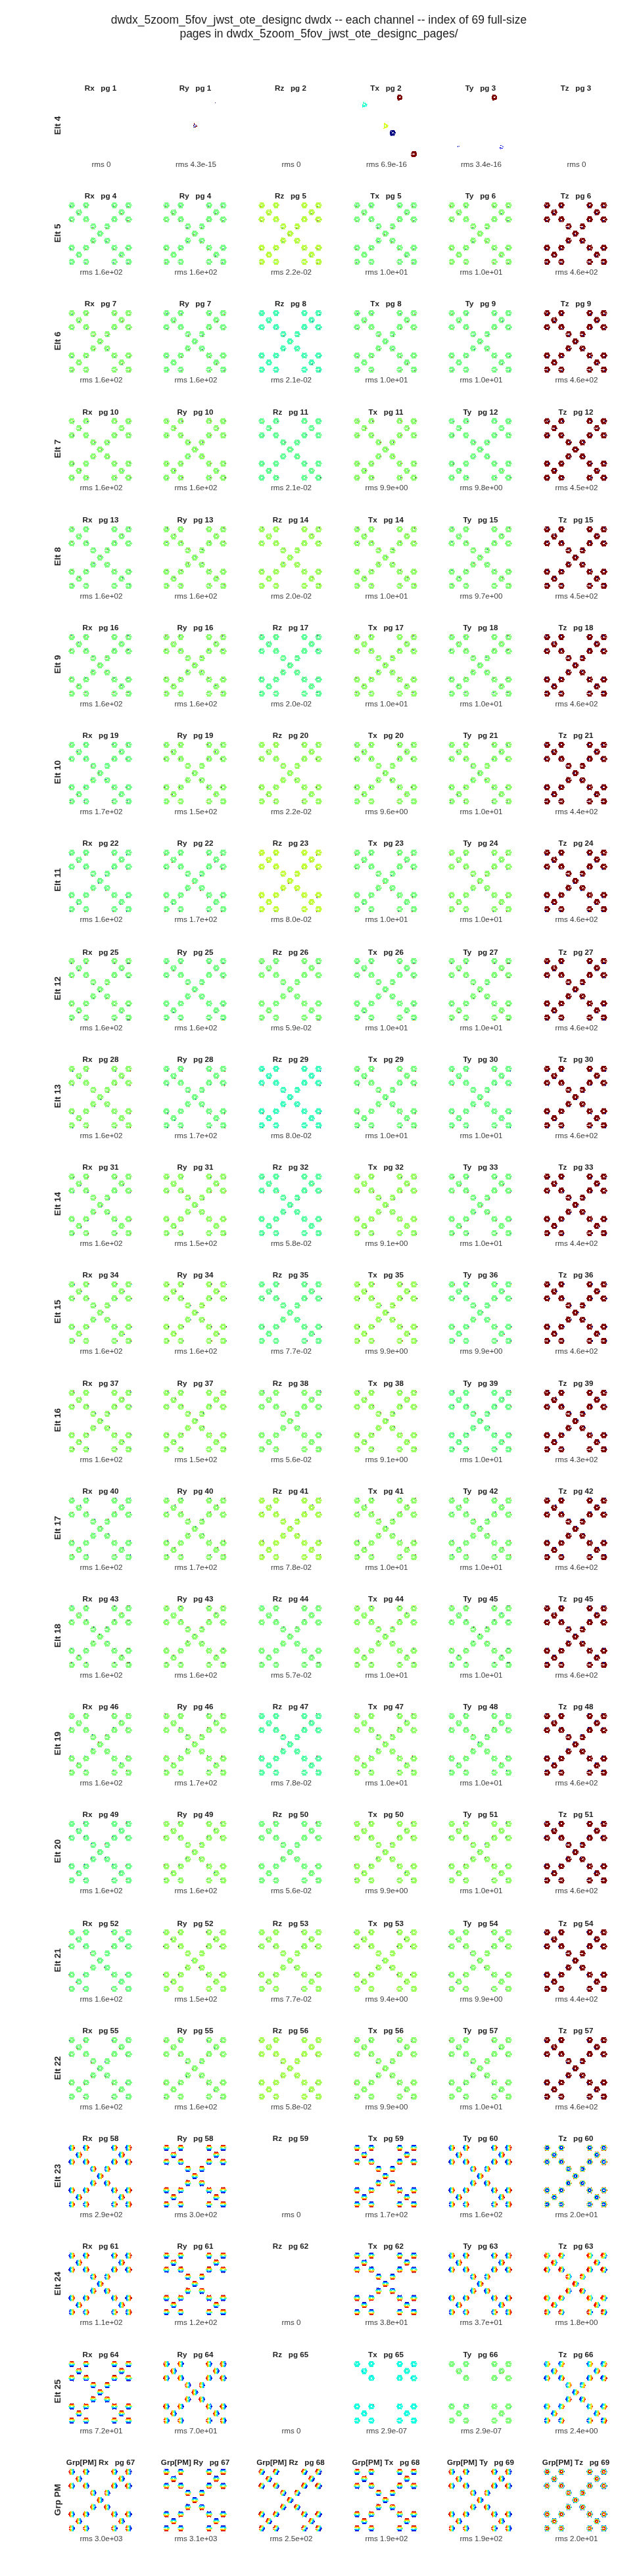 dwdx_5zoom_5fov_jwst_ote_designc dwdx -- each channel -- index of 69 full-size
pages in dwdx_5zoom_5fov_jwst_ote_designc_pages/
Rx pg 1 Ry pg 1 Rz pg 2 Tx pg 2 Ty pg 3 Tz pg 3
Elt 4
rms 0 rms 4.3e-15 rms 0 rms 6.9e-16 rms 3.4e-16 rms 0
Rx pg 4 Ry pg 4 Rz pg 5 Tx pg 5 Ty pg 6 Tz pg 6
Elt 5
rms 1.6e+02 rms 1.6e+02 rms 2.2e-02 rms 1.0e+01 rms 1.0e+01 rms 4.6e+02
Rx pg 7 Ry pg 7 Rz pg 8 Tx pg 8 Ty pg 9 Tz pg 9
Elt 6
rms 1.6e+02 rms 1.6e+02 rms 2.1e-02 rms 1.0e+01 rms 1.0e+01 rms 4.6e+02
Rx pg 10 Ry pg 10 Rz pg 11 Tx pg 11 Ty pg 12 Tz pg 12
Elt 7
rms 1.6e+02 rms 1.6e+02 rms 2.1e-02 rms 9.9e+00 rms 9.8e+00 rms 4.5e+02
Rx pg 13 Ry pg 13 Rz pg 14 Tx pg 14 Ty pg 15 Tz pg 15
Elt 8
rms 1.6e+02 rms 1.6e+02 rms 2.0e-02 rms 1.0e+01 rms 9.7e+00 rms 4.5e+02
Rx pg 16 Ry pg 16 Rz pg 17 Tx pg 17 Ty pg 18 Tz pg 18
Elt 9
rms 1.6e+02 rms 1.6e+02 rms 2.0e-02 rms 1.0e+01 rms 1.0e+01 rms 4.6e+02
Rx pg 19 Ry pg 19 Rz pg 20 Tx pg 20 Ty pg 21 Tz pg 21
Elt 10
rms 1.7e+02 rms 1.5e+02 rms 2.2e-02 rms 9.6e+00 rms 1.0e+01 rms 4.4e+02
Rx pg 22 Ry pg 22 Rz pg 23 Tx pg 23 Ty pg 24 Tz pg 24
Elt 11
rms 1.6e+02 rms 1.7e+02 rms 8.0e-02 rms 1.0e+01 rms 1.0e+01 rms 4.6e+02
Rx pg 25 Ry pg 25 Rz pg 26 Tx pg 26 Ty pg 27 Tz pg 27
Elt 12
rms 1.6e+02 rms 1.6e+02 rms 5.9e-02 rms 1.0e+01 rms 1.0e+01 rms 4.6e+02
Rx pg 28 Ry pg 28 Rz pg 29 Tx pg 29 Ty pg 30 Tz pg 30
Elt 13
rms 1.6e+02 rms 1.7e+02 rms 8.0e-02 rms 1.0e+01 rms 1.0e+01 rms 4.6e+02
Rx pg 31 Ry pg 31 Rz pg 32 Tx pg 32 Ty pg 33 Tz pg 33
Elt 14
rms 1.6e+02 rms 1.5e+02 rms 5.8e-02 rms 9.1e+00 rms 1.0e+01 rms 4.4e+02
Rx pg 34 Ry pg 34 Rz pg 35 Tx pg 35 Ty pg 36 Tz pg 36
Elt 15
rms 1.6e+02 rms 1.6e+02 rms 7.7e-02 rms 9.9e+00 rms 9.9e+00 rms 4.6e+02
Rx pg 37 Ry pg 37 Rz pg 38 Tx pg 38 Ty pg 39 Tz pg 39
Elt 16
rms 1.6e+02 rms 1.5e+02 rms 5.6e-02 rms 9.1e+00 rms 1.0e+01 rms 4.3e+02
Rx pg 40 Ry pg 40 Rz pg 41 Tx pg 41 Ty pg 42 Tz pg 42
Elt 17
rms 1.6e+02 rms 1.7e+02 rms 7.8e-02 rms 1.0e+01 rms 1.0e+01 rms 4.6e+02
Rx pg 43 Ry pg 43 Rz pg 44 Tx pg 44 Ty pg 45 Tz pg 45
Elt 18
rms 1.6e+02 rms 1.6e+02 rms 5.7e-02 rms 1.0e+01 rms 1.0e+01 rms 4.6e+02
Rx pg 46 Ry pg 46 Rz pg 47 Tx pg 47 Ty pg 48 Tz pg 48
Elt 19
rms 1.6e+02 rms 1.7e+02 rms 7.8e-02 rms 1.0e+01 rms 1.0e+01 rms 4.6e+02
Rx pg 49 Ry pg 49 Rz pg 50 Tx pg 50 Ty pg 51 Tz pg 51
Elt 20
rms 1.6e+02 rms 1.6e+02 rms 5.6e-02 rms 9.9e+00 rms 1.0e+01 rms 4.6e+02
Rx pg 52 Ry pg 52 Rz pg 53 Tx pg 53 Ty pg 54 Tz pg 54
Elt 21
rms 1.6e+02 rms 1.5e+02 rms 7.7e-02 rms 9.4e+00 rms 9.9e+00 rms 4.4e+02
Rx pg 55 Ry pg 55 Rz pg 56 Tx pg 56 Ty pg 57 Tz pg 57
Elt 22
rms 1.6e+02 rms 1.6e+02 rms 5.8e-02 rms 9.9e+00 rms 1.0e+01 rms 4.6e+02
Rx pg 58 Ry pg 58 Rz pg 59 Tx pg 59 Ty pg 60 Tz pg 60
Elt 23
rms 2.9e+02 rms 3.0e+02 rms 0 rms 1.7e+02 rms 1.6e+02 rms 2.0e+01
Rx pg 61 Ry pg 61 Rz pg 62 Tx pg 62 Ty pg 63 Tz pg 63
Elt 24
rms 1.1e+02 rms 1.2e+02 rms 0 rms 3.8e+01 rms 3.7e+01 rms 1.8e+00
Rx pg 64 Ry pg 64 Rz pg 65 Tx pg 65 Ty pg 66 Tz pg 66
Elt 25
rms 7.2e+01 rms 7.0e+01 rms 0 rms 2.9e-07 rms 2.9e-07 rms 2.4e+00
Grp[PM] Rx pg 67 Grp[PM] Ry pg 67 Grp[PM] Rz pg 68 Grp[PM] Tx pg 68 Grp[PM] Ty pg 69 Grp[PM] Tz pg 69
Grp PM
rms 3.0e+03 rms 3.1e+03 rms 2.5e+02 rms 1.9e+02 rms 1.9e+02 rms 2.0e+01